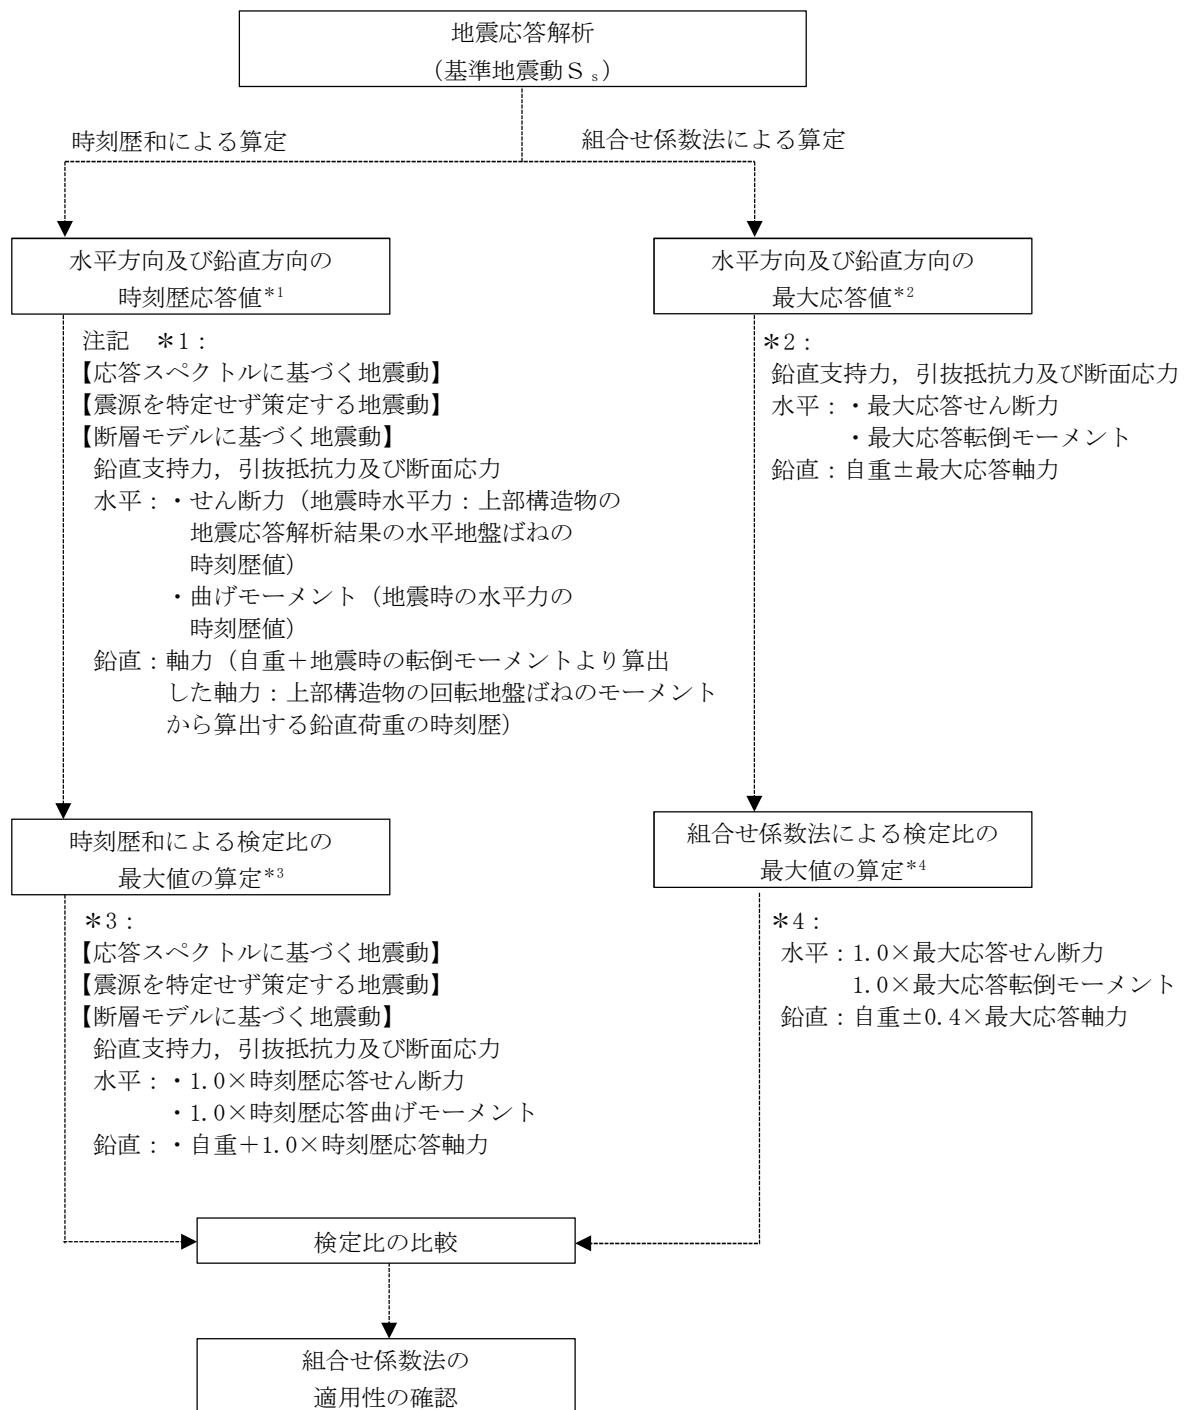 地震応答解析
（基準地震動Ｓｓ）
時刻歴和による算定
組合せ係数法による算定
水平方向及び鉛直方向の
時刻歴応答値*1
水平方向及び鉛直方向の
最大応答値*2
注記　＊1：
【応答スペクトルに基づく地震動】
【震源を特定せず策定する地震動】
【断層モデルに基づく地震動】
鉛直支持力，引抜抵抗力及び断面応力
水平：・せん断力（地震時水平力：上部構造物の
地震応答解析結果の水平地盤ばねの
時刻歴値）
・曲げモーメント（地震時の水平力の
時刻歴値）
鉛直：軸力（自重＋地震時の転倒モーメントより算出
した軸力：上部構造物の回転地盤ばねのモーメント
から算出する鉛直荷重の時刻歴）
＊2：
鉛直支持力，引抜抵抗力及び断面応力
水平：・最大応答せん断力
・最大応答転倒モーメント
鉛直：自重±最大応答軸力
時刻歴和による検定比の
最大値の算定*3
組合せ係数法による検定比の
最大値の算定*4
＊3：
【応答スペクトルに基づく地震動】
【震源を特定せず策定する地震動】
【断層モデルに基づく地震動】
鉛直支持力，引抜抵抗力及び断面応力
水平：・1.0×時刻歴応答せん断力
・1.0×時刻歴応答曲げモーメント
鉛直：・自重＋1.0×時刻歴応答軸力
＊4：
水平：1.0×最大応答せん断力
1.0×最大応答転倒モーメント
鉛直：自重±0.4×最大応答軸力
検定比の比較
組合せ係数法の
適用性の確認